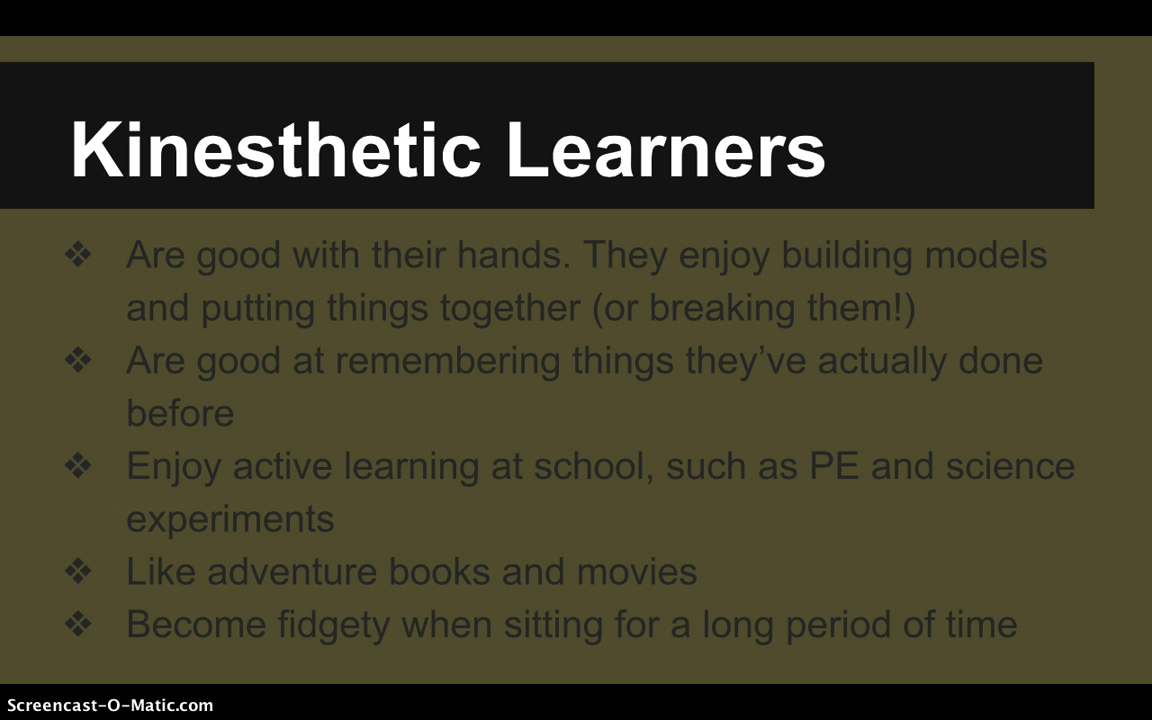 Kinesthetic Learners
❖ Are good with their hands. They enjoy building models
and putting things together (or breaking them!)
❖ Are good at remembering things they’ve actually done
before
❖ Enjoy active learning at school, such as PE and science
experiments
❖ Like adventure books and movies
❖ Become fidgety when sitting for a long period of time
Screencast-O-Matic.com